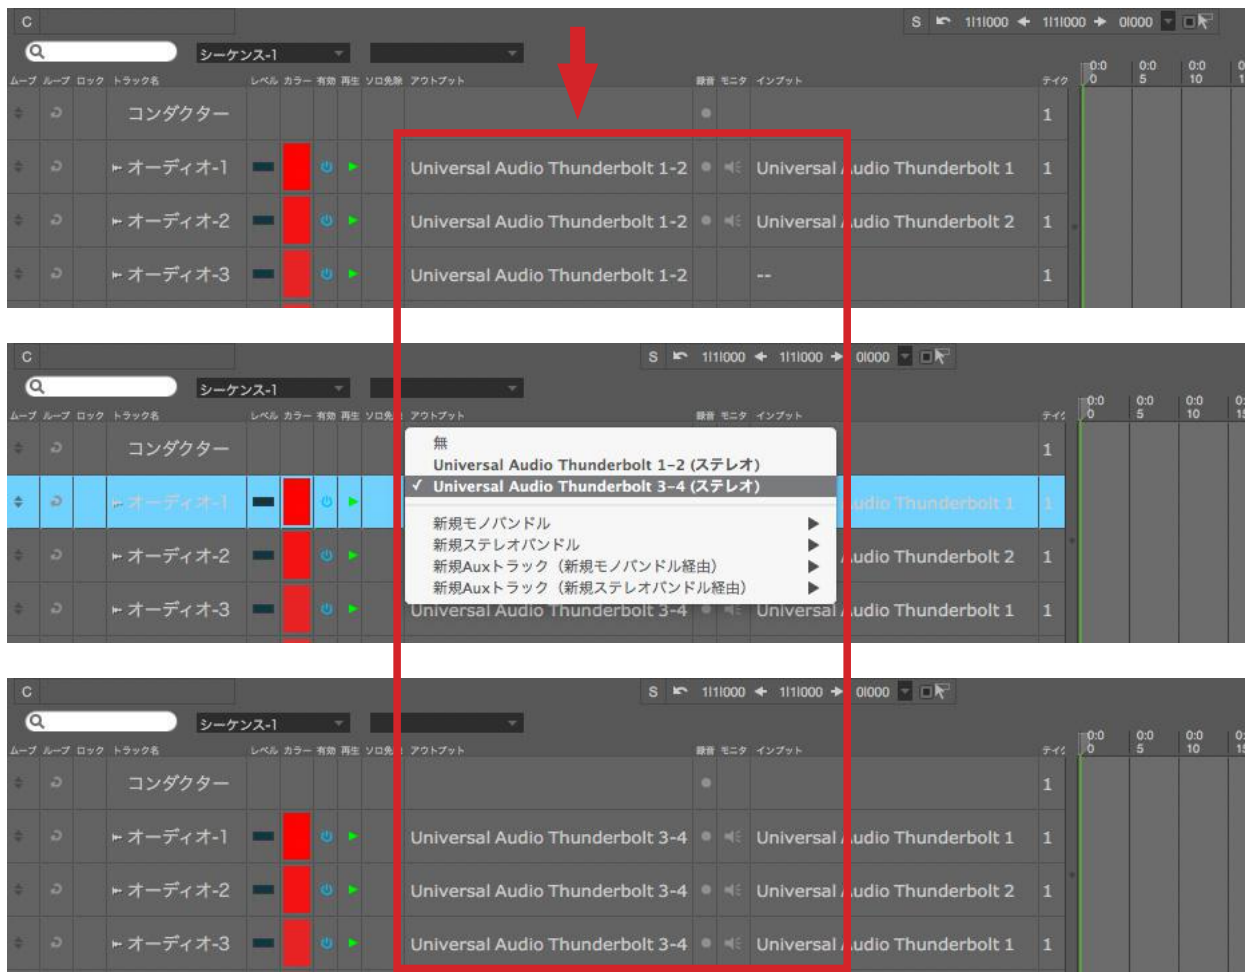 C S 1|1|000 1|1|000 0|000
シーケンス-1
ムーブ ループ ロック トラック名 レベル カラー 有効 再生 ソロ免除 アウトプット 録音 モニタ インプット テイク 0:0 0:0 0:0
0 5 10
コンダクター 1
オーディオ-1 Universal Audio Thunderbolt 1-2 Universal Audio Thunderbolt 1 1
オーディオ-2 Universal Audio Thunderbolt 1-2 Universal Audio Thunderbolt 2 1
オーディオ-3 Universal Audio Thunderbolt 1-2 -- 1
C S 1|1|000 1|1|000 0|000
シーケンス-1
ムーブ ループ ロック トラック名 レベル カラー 有効 再生 ソロ免 アウトプット 録音 モニタ インプット テイク 0:0 0:0 0:0
0 5 10 15
コンダクター 無 1
Universal Audio Thunderbolt 1-2 (ステレオ)
オーディオ-1 ✓ Universal Audio Thunderbolt 3-4 (ステレオ) Audio Thunderbolt 1 1
新規モノバンドル
新規ステレオバンドル
オーディオ-2 新規Auxトラック（新規モノバンドル経由） Audio Thunderbolt 2 1
新規Auxトラック（新規ステレオバンドル経由）
オーディオ-3 Universal Audio Thunderbolt 3-4 Universal Audio Thunderbolt 1 1
C S 1|1|000 1|1|000 0|000
シーケンス-1
ムーブ ループ ロック トラック名 レベル カラー 有効 再生 ソロ免 アウトプット 録音 モニタ インプット テイク 0:0 0:0 0:0
0 5 10 15
コンダクター 1
オーディオ-1 Universal Audio Thunderbolt 3-4 Universal Audio Thunderbolt 1 1
オーディオ-2 Universal Audio Thunderbolt 3-4 Universal Audio Thunderbolt 2 1
オーディオ-3 Universal Audio Thunderbolt 3-4 Universal Audio Thunderbolt 1 1